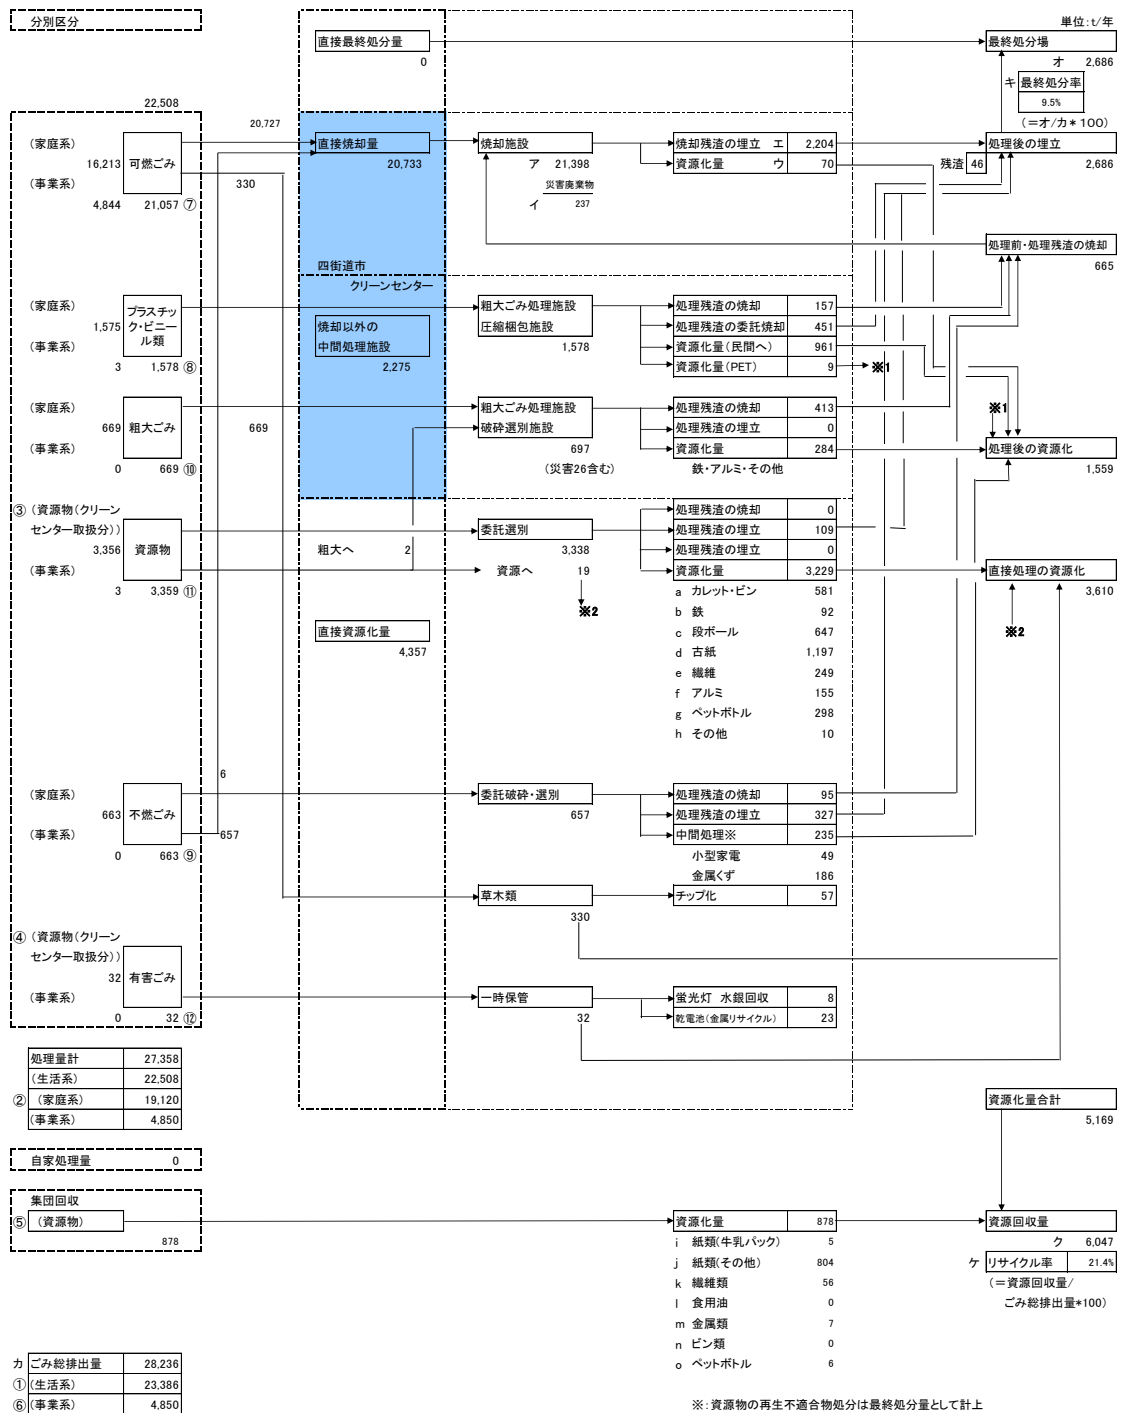 分別区分
単位：t/年
直接最終処分量
0
最終処分場
オ 2,686
キ 最終処分率
9.5%
（＝オ/カ＊100）
22,508
（家庭系）
16,213 可燃ごみ
（事業系）
4,844 21,057 ⑦
20,727
330
直接焼却量
20,733
焼却施設
ア 21,398
災害廃棄物
イ 237
焼却残渣の埋立 エ 2,204
資源化量 ウ 70
処理後の埋立
残渣 46 2,686
処理前・処理残渣の焼却
665
四街道市
クリーンセンター
（家庭系）
1,575 プラスチック・ビニール類
（事業系）
3 1,578 ⑧
焼却以外の
中間処理施設
2,275
粗大ごみ処理施設
圧縮梱包施設
1,578
処理残渣の焼却 157
処理残渣の委託焼却 451
資源化量（民間へ） 961
資源化量（PET） 9 ※1
（家庭系）
669 粗大ごみ 669
（事業系）
0 669 ⑩
粗大ごみ処理施設
破砕選別施設
697
（災害26含む）
処理残渣の焼却 413
処理残渣の埋立 0
資源化量 284
鉄・アルミ・その他
※1
処理後の資源化
1,559
③（資源物（クリーン
センター取扱分））
3,356 資源物
（事業系）
3 3,359 ⑪
粗大へ 2
委託選別
3,338
資源へ 19
※2
処理残渣の焼却 0
処理残渣の埋立 109
処理残渣の埋立 0
資源化量 3,229
直接処理の資源化
3,610
※2
直接資源化量
4,357
a カレット・ビン 581
b 鉄 92
c 段ボール 647
d 古紙 1,197
e 繊維 249
f アルミ 155
g ペットボトル 298
h その他 10
6
（家庭系）
663 不燃ごみ
（事業系） 657
0 663 ⑨
委託破砕・選別
657
処理残渣の焼却 95
処理残渣の埋立 327
中間処理※ 235
小型家電 49
金属くず 186
草木類
330
チップ化 57
④（資源物（クリーン
センター取扱分））
32 有害ごみ
（事業系）
0 32 ⑫
一時保管
32
蛍光灯 水銀回収 8
乾電池（金属リサイクル） 23
処理量計 27,358
（生活系） 22,508
② （家庭系） 19,120
（事業系） 4,850
資源化量合計
5,169
自家処理量 0
集団回収
⑤ （資源物）
878
資源化量 878
i 紙類（牛乳パック） 5
j 紙類（その他） 804
k 繊維類 56
l 食用油 0
m 金属類 7
n ビン類 0
o ペットボトル 6
資源回収量
ク 6,047
ケ リサイクル率 21.4%
（＝資源回収量/
ごみ総排出量*100）
カ ごみ総排出量 28,236
① （生活系） 23,386
⑥ （事業系） 4,850
※：資源物の再生不適合物処分は最終処分量として計上